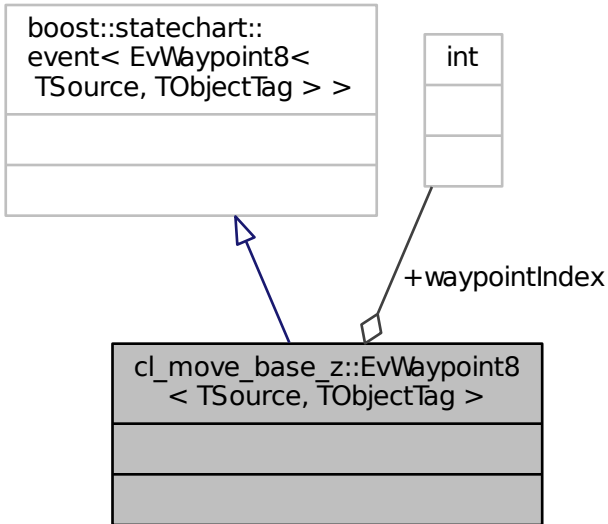 boost::statechart::
event< EvWaypoint8<
TSource, TObjectTag > >
int
+waypointIndex
cl_move_base_z::EvWaypoint8
< TSource, TObjectTag >